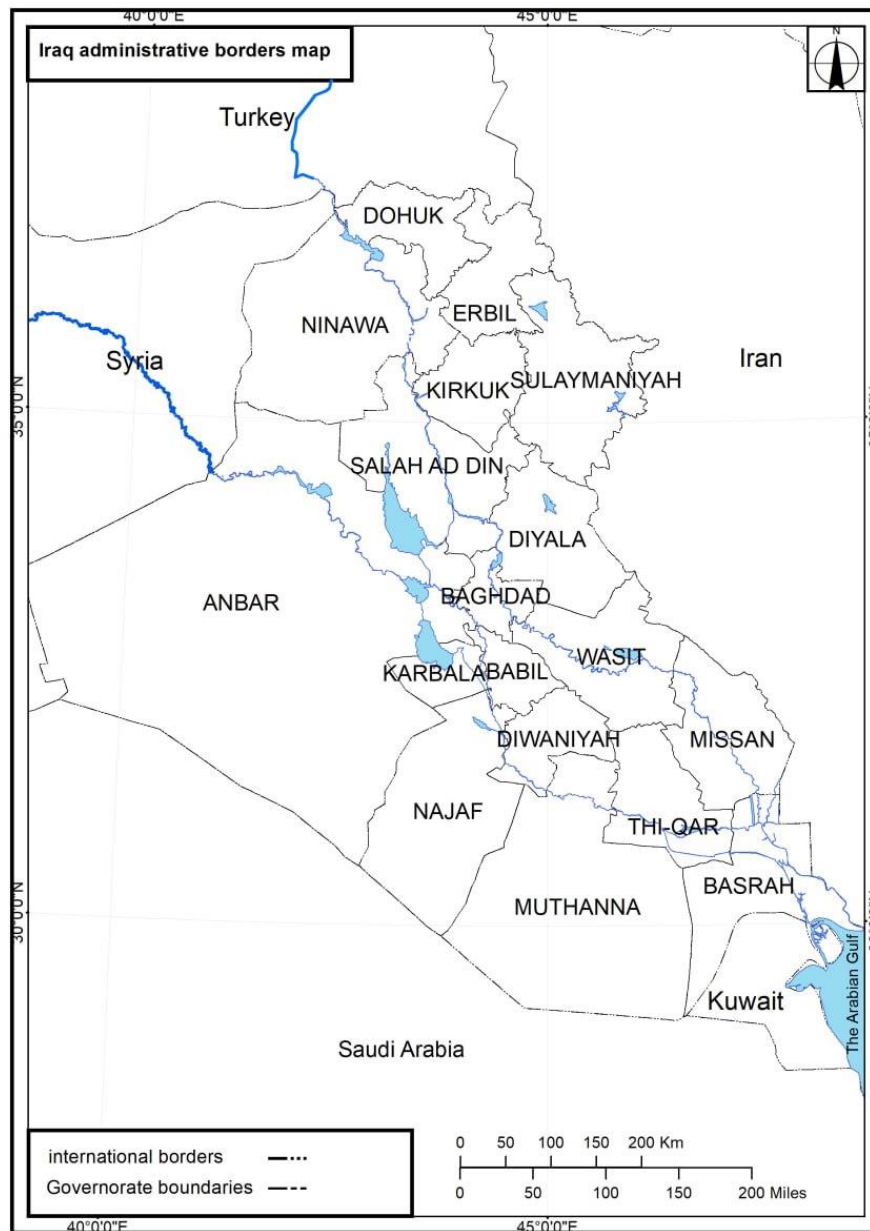 40°0'0"E
45°0'0"E
Iraq administrative borders map
N
Turkey
DOHUK
NINAWA
ERBIL
Syria
Iran
KIRKUK
SULAYMANIYAH
35°0'0"N
SALAH AD DIN
DIYALA
ANBAR
BAGHDAD
WASIT
KARBALA
BABIL
DIWANIYAH
MISSAN
NAJAF
THI-QAR
BASRAH
MUTHANNA
30°0'0"N
Kuwait
The Arabian Gulf
Saudi Arabia
international borders
Governorate boundaries
0 50 100 150 200 Km
0 50 100 150 200 Miles
40°0'0"E
45°0'0"E